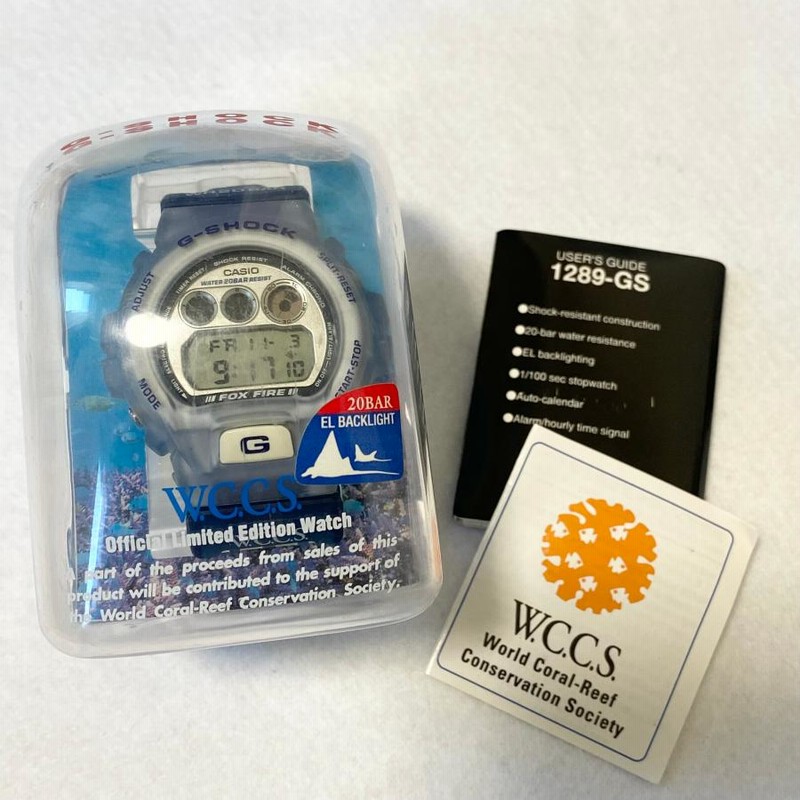 G-SHOCK
G-SHOCK
SHOCK RESIST
ALARM CHRONO
CASIO
WATER 20BAR RESIST
ADJUST
SPLIT·RESET
MODE
START·STOP
LIGHT
FR 11- 3
9:17 10
FOX FIRE
G
20BAR
EL BACKLIGHT
W.C.C.S.
Official Limited Edition Watch
W.C.C.S.
A part of the proceeds from sales of this
product will be contributed to the support of
the World Coral-Reef Conservation Society.
USER'S GUIDE
1289-GS
●Shock-resistant construction
●20-bar water resistance
●EL backlighting
●1/100 sec stopwatch
●Auto-calendar
●Alarm/hourly time signal
W.C.C.S.
World Coral-Reef
Conservation Society